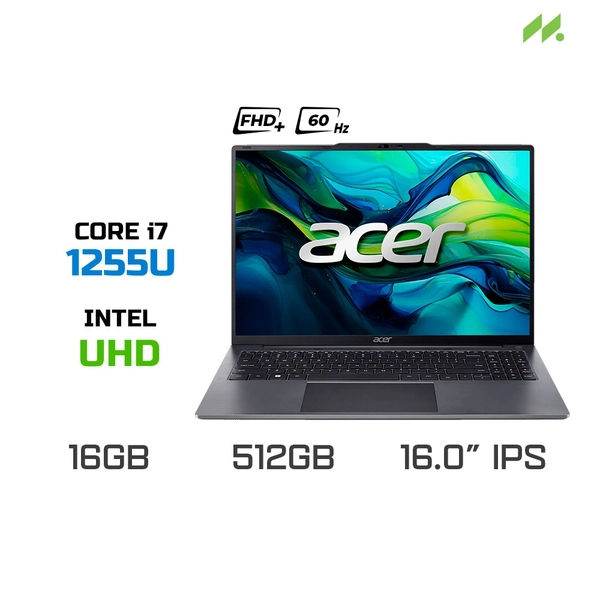 FHD+
60 Hz
CORE i7
1255U
INTEL
UHD
acer
acer
16GB
512GB
16.0” IPS